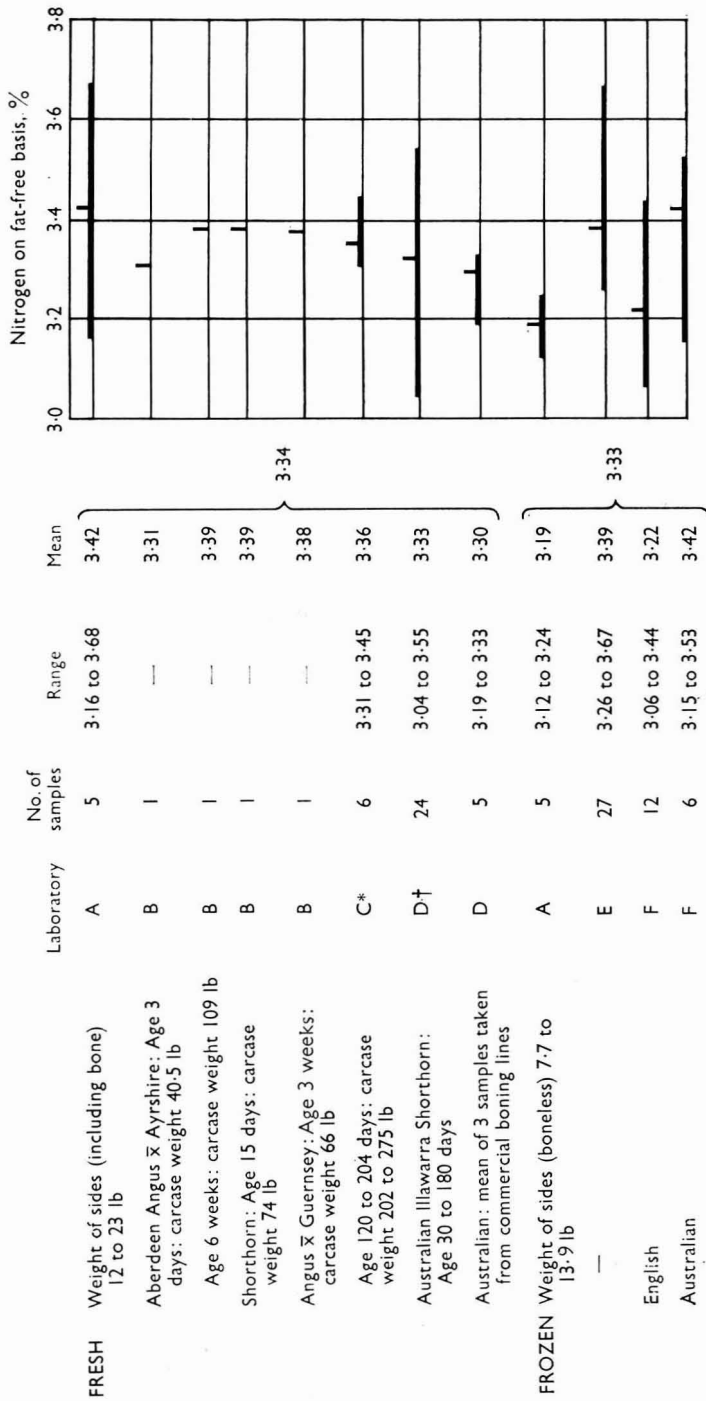 Laboratory No. of samples Range Mean Nitrogen on fat-free basis, %
3·0 3·2 3·4 3·6 3·8
FRESH Weight of sides (including bone) 12 to 23 lb A 5 3·16 to 3·68 3·42
Aberdeen Angus x̄ Ayrshire: Age 3 days: carcase weight 40·5 lb B 1 — 3·31
Age 6 weeks: carcase weight 109 lb B 1 — 3·39
Shorthorn: Age 15 days: carcase weight 74 lb B 1 — 3·39
Angus x̄ Guernsey: Age 3 weeks: carcase weight 66 lb B 1 — 3·38
Age 120 to 204 days: carcase weight 202 to 275 lb C* 6 3·31 to 3·45 3·36
Australian Illawarra Shorthorn: Age 30 to 180 days D† 24 3·04 to 3·55 3·33
Australian: mean of 3 samples taken from commercial boning lines D 5 3·19 to 3·33 3·30
3·34
FROZEN Weight of sides (boneless) 7·7 to 13·9 lb A 5 3·12 to 3·24 3·19
— E 27 3·26 to 3·67 3·39
English F 12 3·06 to 3·44 3·22
Australian F 6 3·15 to 3·53 3·42
3·33